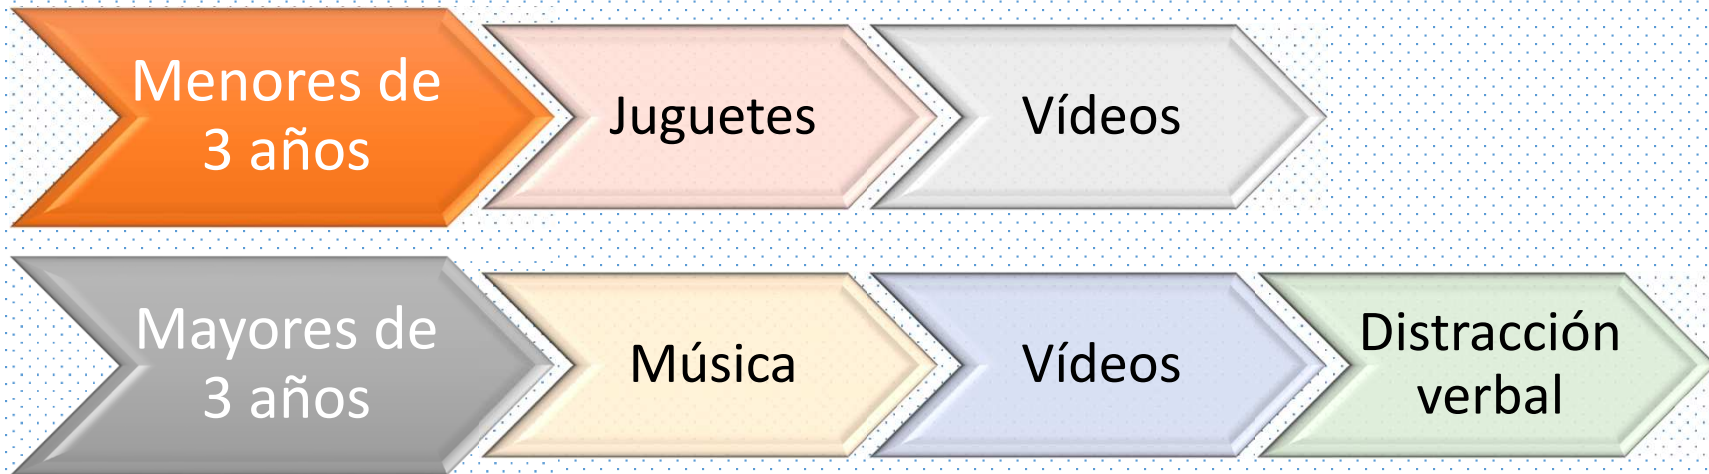 Menores de
3 años
Juguetes
Vídeos
Mayores de
3 años
Música
Vídeos
Distracción
verbal